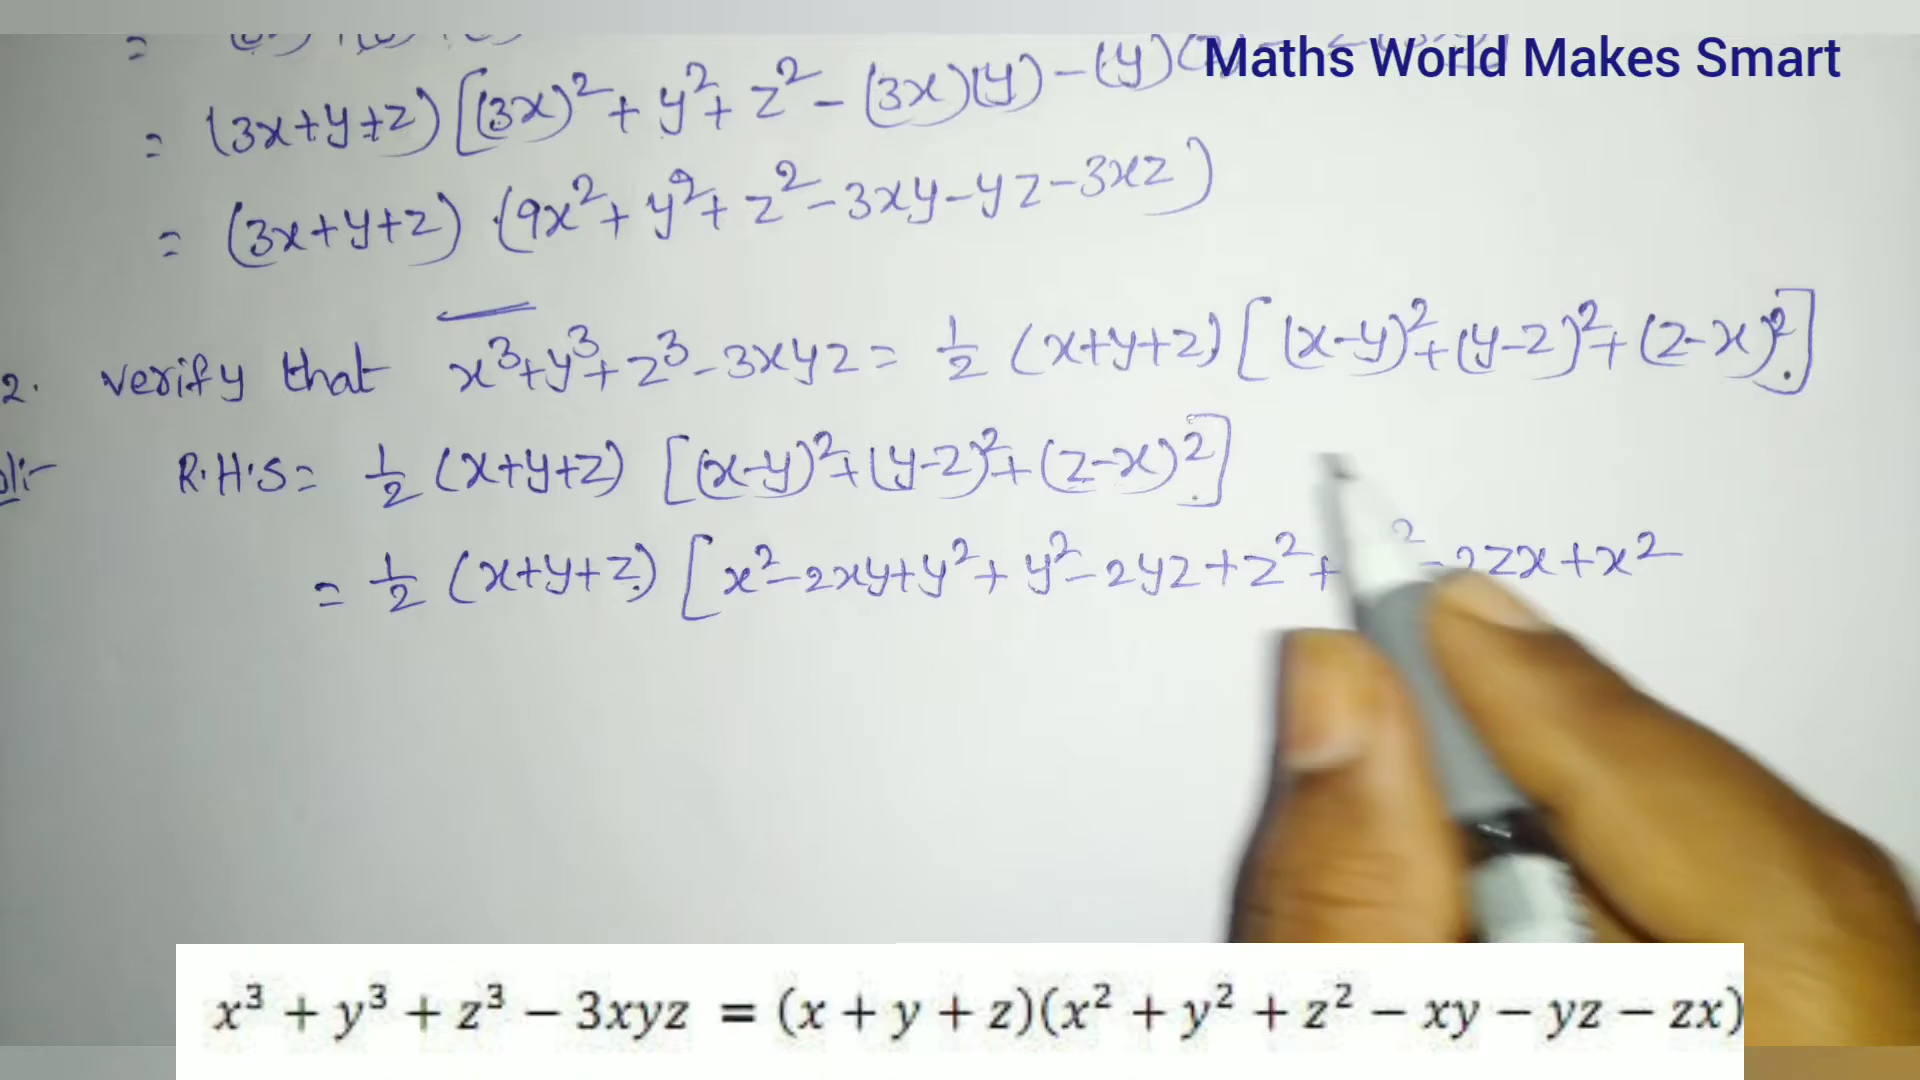 Maths World Makes Smart
= (3x+y+z) [(3x)²+y²+z²-(3x)(y)-(y)(
= (3x+y+z) (9x²+y²+z²-3xy-yz-3xz)
2. verify that x³+y³+z³-3xyz = 1/2 (x+y+z) [(x-y)²+(y-z)²+(z-x)²]
R.H.S = 1/2 (x+y+z) [(x-y)²+(y-z)²+(z-x)²]
= 1/2 (x+y+z) [x²-2xy+y²+y²-2yz+z²+ ²-2zx+x²
x³ + y³ + z³ − 3xyz = (x + y + z)(x² + y² + z² − xy − yz − zx)